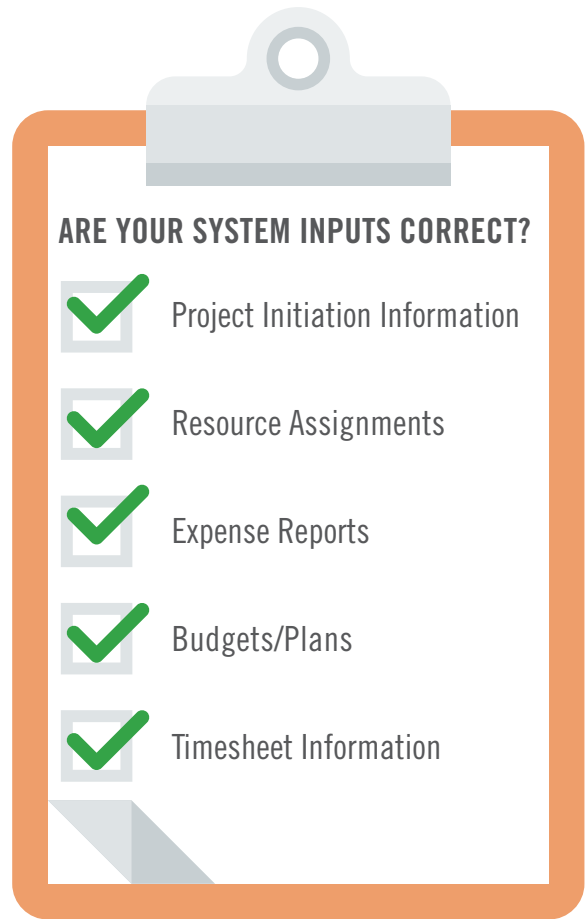 ARE YOUR SYSTEM INPUTS CORRECT?
Project Initiation Information
Resource Assignments
Expense Reports
Budgets/Plans
Timesheet Information